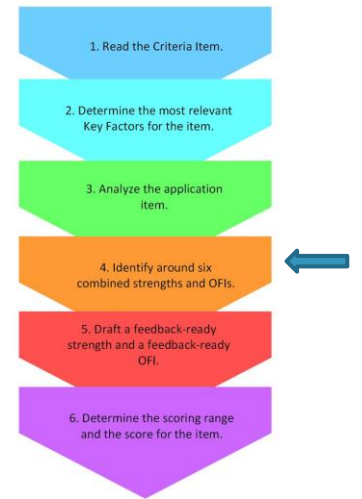 1. Read the Criteria Item.
2. Determine the most relevant
Key Factors for the item.
3. Analyze the application
item.
4. Identify around six
combined strengths and OFIs.
5. Draft a feedback-ready
strength and a feedback-ready
OFI.
6. Determine the scoring range
and the score for the item.